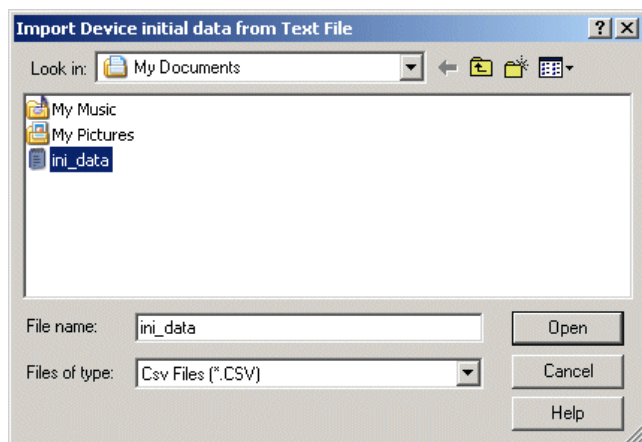 Import Device initial data from Text File
Look in: My Documents
My Music
My Pictures
ini_data
File name: ini_data Open
Files of type: Csv Files (*.CSV) Cancel
Help